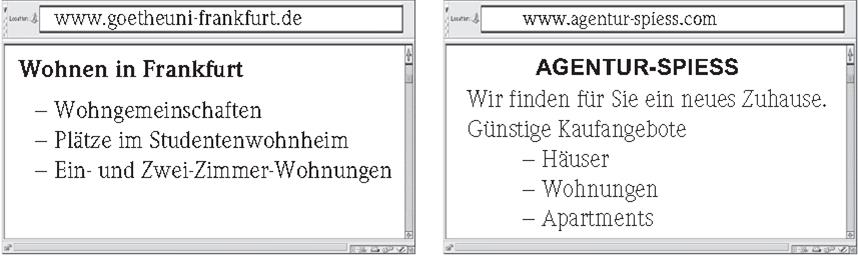 Location:
www.goetheuni-frankfurt.de
Wohnen in Frankfurt
– Wohngemeinschaften
– Plätze im Studentenwohnheim
– Ein- und Zwei-Zimmer-Wohnungen
Location:
www.agentur-spiess.com
AGENTUR-SPIESS
Wir finden für Sie ein neues Zuhause.
Günstige Kaufangebote
– Häuser
– Wohnungen
– Apartments